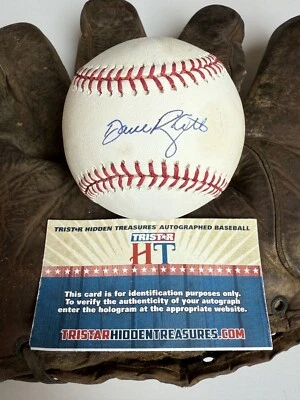 Dave
TRISTAR HIDDEN TREASURES AUTOGRAPHED BASEBALL
TRISTAR
HT
This card is for identification purposes only.
To verify the authenticity of your autograph
enter the hologram at the appropriate website.
TRISTARHIDDENTREASURES.COM